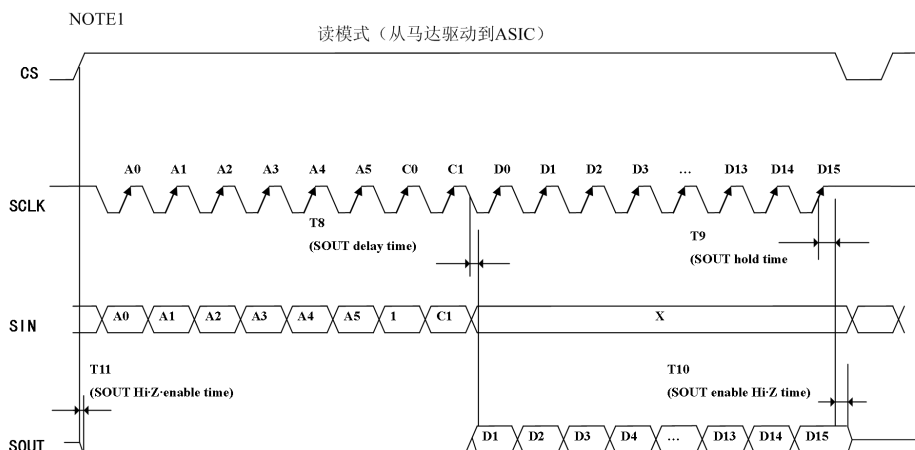 NOTE1
读模式（从马达驱动到ASIC）
CS
A0 A1 A2 A3 A4 A5 C0 C1 D0 D1 D2 D3 … D13 D14 D15
SCLK
T8
(SOUT delay time)
T9
(SOUT hold time
SIN
A0 A1 A2 A3 A4 A5 1 C1 X
T11
(SOUT Hi-Z-enable time)
T10
(SOUT enable Hi-Z time)
SOUT
D1 D2 D3 D4 … D13 D14 D15